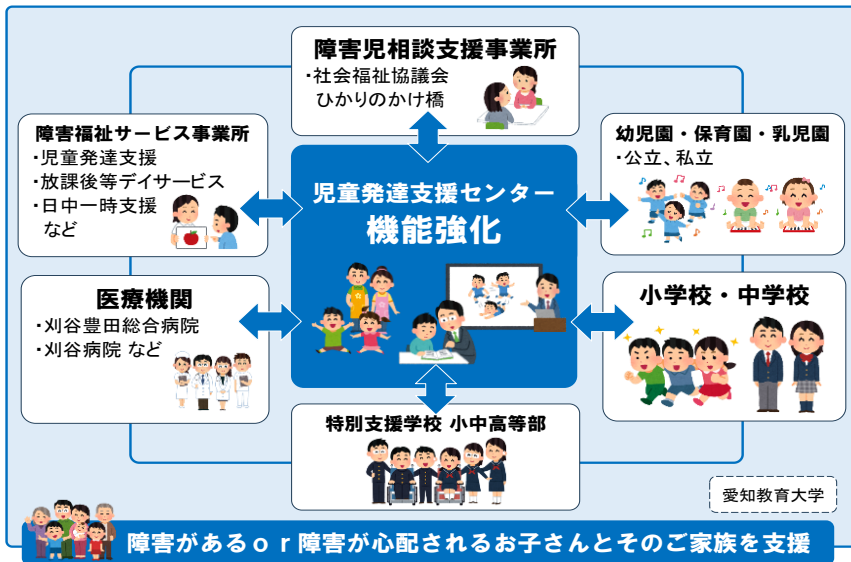 障害児相談支援事業所
・社会福祉協議会
ひかりのかけ橋
障害福祉サービス事業所
・児童発達支援
・放課後等デイサービス
・日中一時支援
など
幼児園・保育園・乳児園
・公立、私立
児童発達支援センター
機能強化
医療機関
・刈谷豊田総合病院
・刈谷病院 など
小学校・中学校
特別支援学校 小中高等部
愛知教育大学
障害があるｏｒ障害が心配されるお子さんとそのご家族を支援